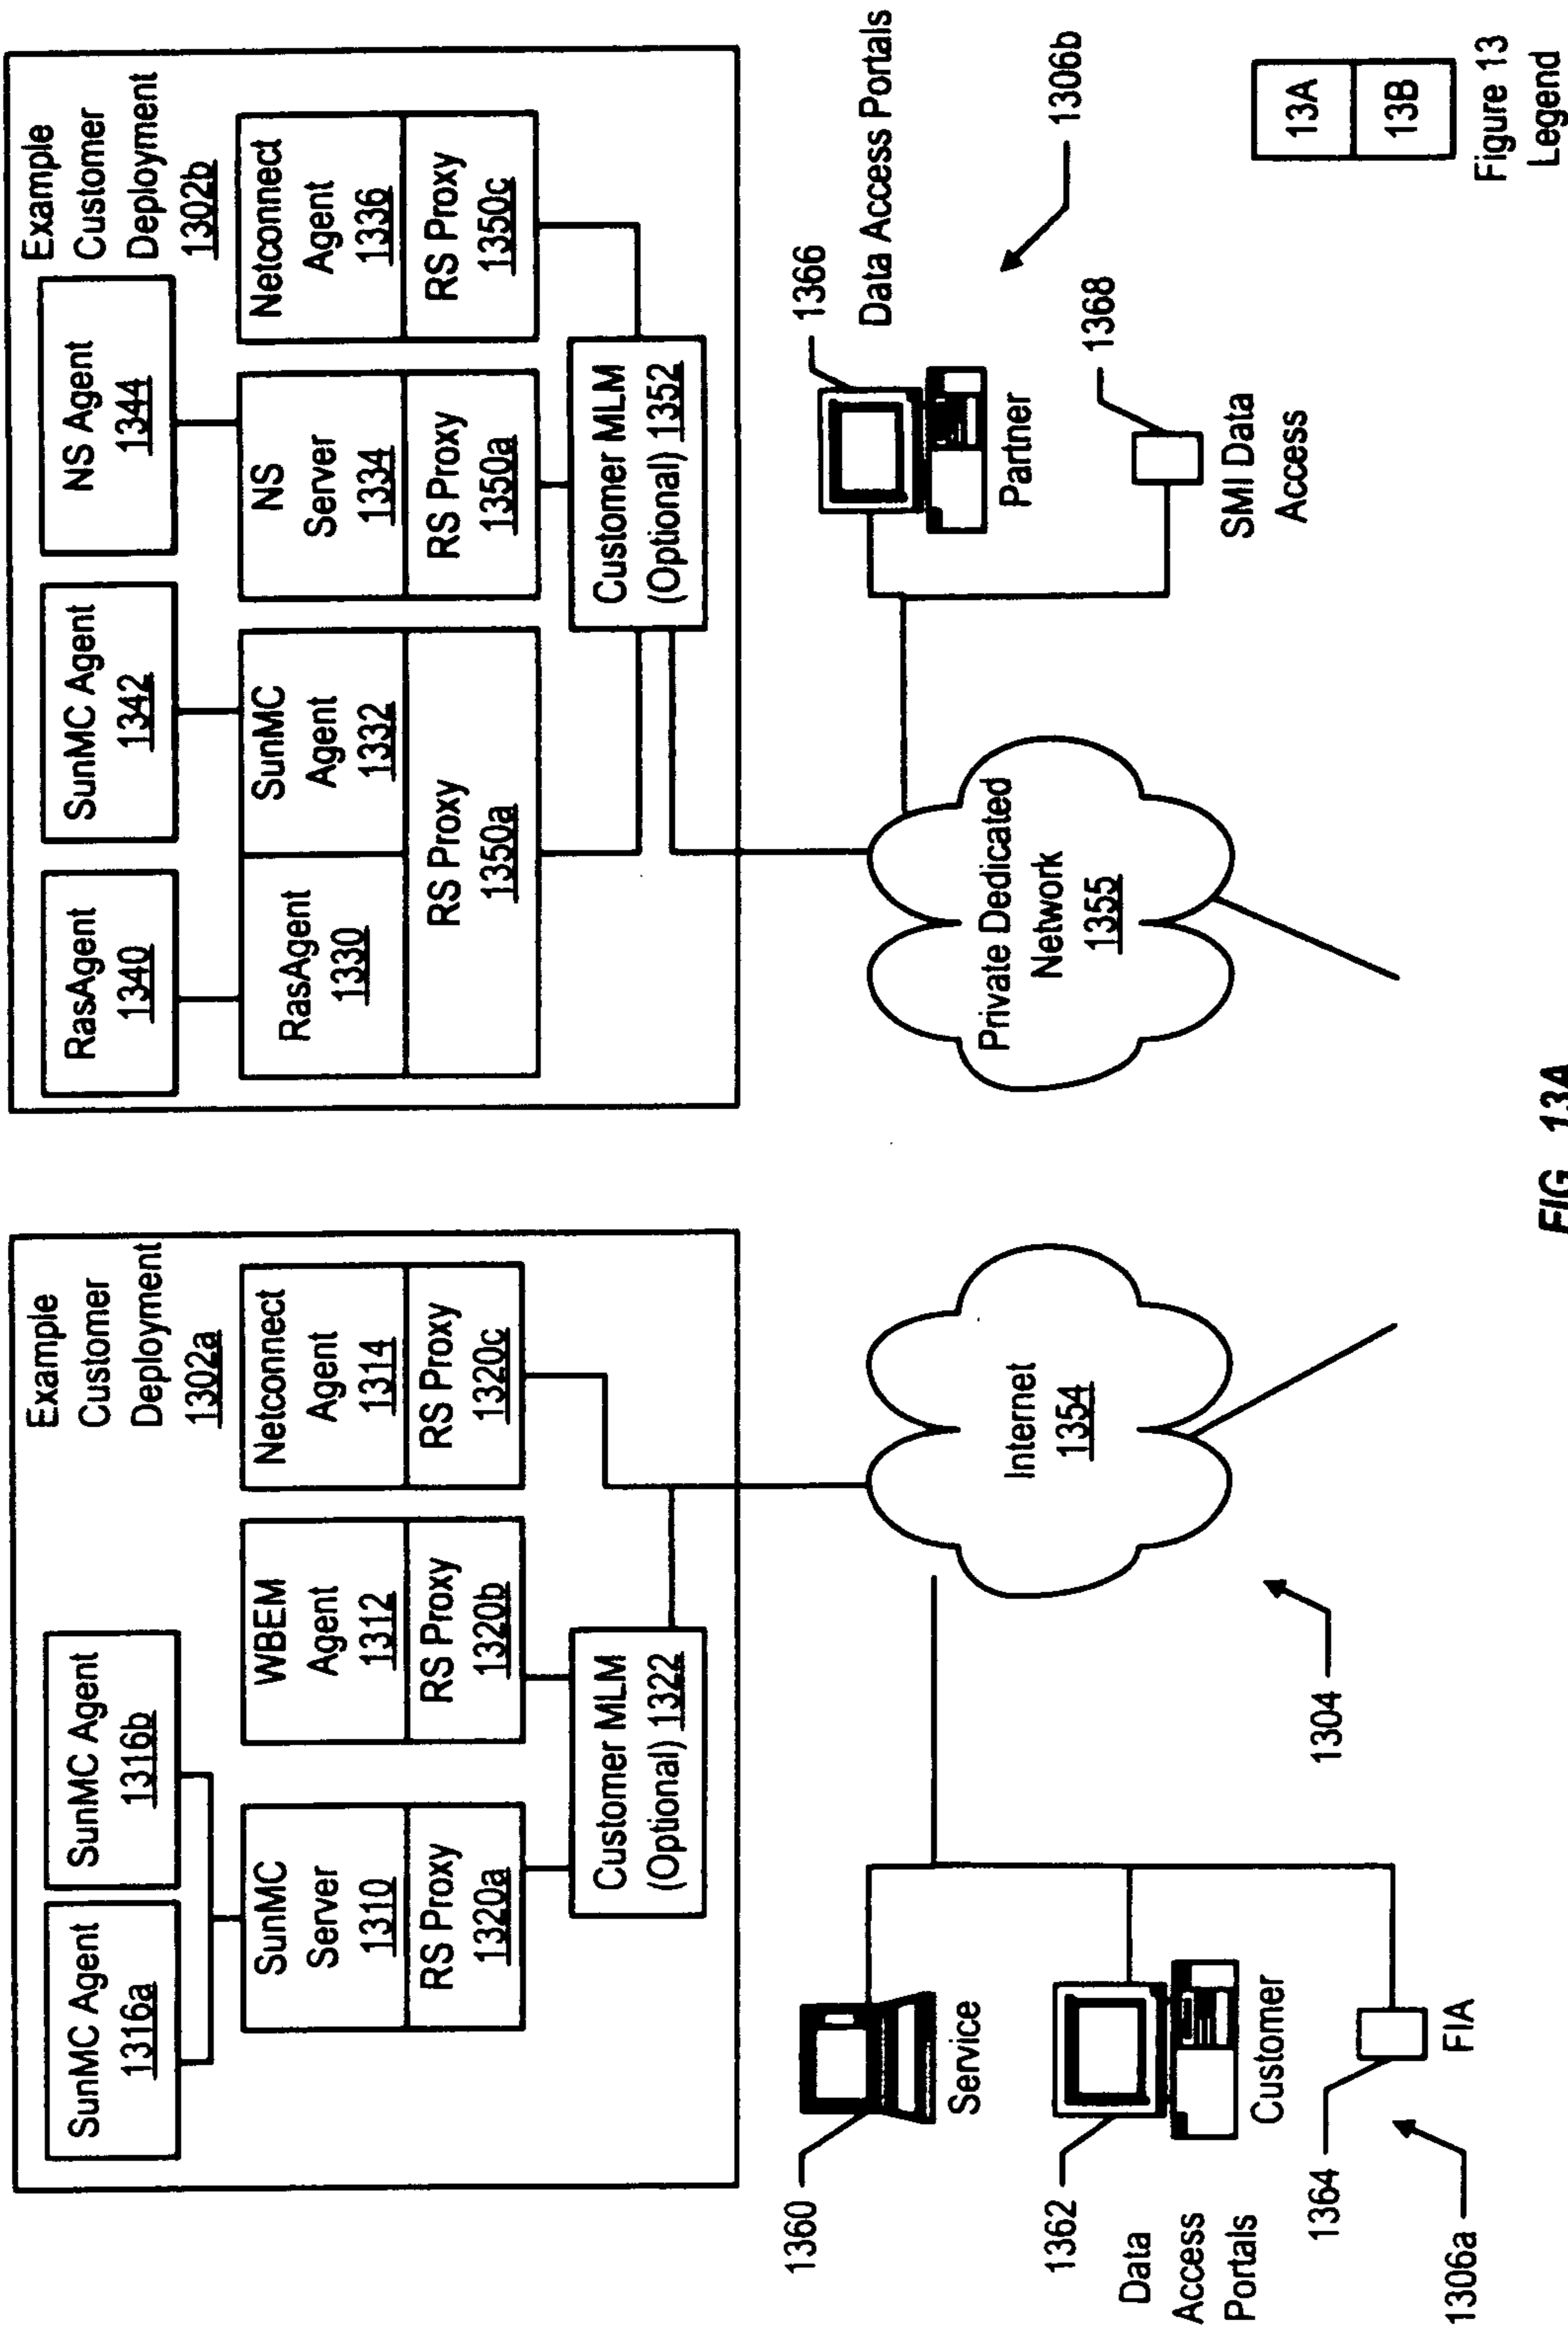 SunMC Agent
1316a
SunMC Agent
1316b
Example
Customer
Deployment
1302a
SunMC
Server
1310
RS Proxy
1320a
WBEM
Agent
1312
RS Proxy
1320b
Netconnect
Agent
1314
RS Proxy
1320c
Customer MLM
(Optional) 1322
RasAgent
1340
SunMC Agent
1342
NS Agent
1344
Example
Customer
Deployment
1302b
RasAgent
1330
SunMC
Agent
1332
RS Proxy
1350a
NS
Server
1334
RS Proxy
1350a
Netconnect
Agent
1336
RS Proxy
1350c
Customer MLM
(Optional) 1352
1360
Service
1362
Customer
Data
Access
Portals
1364
FIA
1306a
Internet
1354
1304
Private Dedicated
Network
1355
1366
Data Access Portals
Partner
1306b
1368
SMI Data
Access
13A
13B
Figure 13
Legend
FIG. 13A